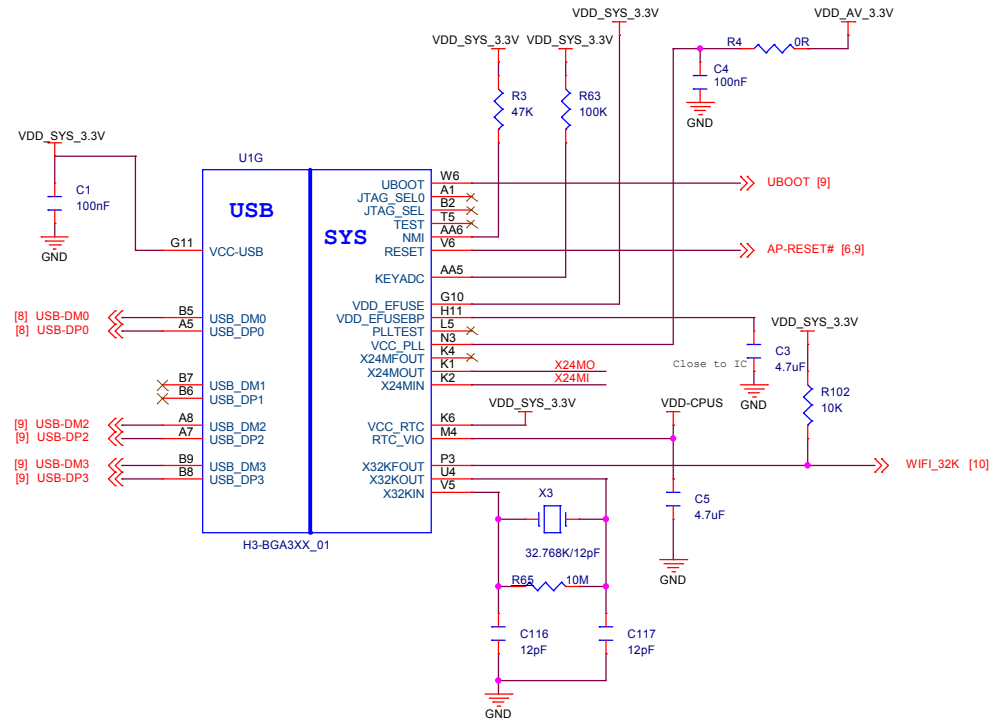 VDD_SYS_3.3V
VDD_AV_3.3V
VDD_SYS_3.3V
VDD_SYS_3.3V
R4
0R
C4
100nF
GND
R3
47K
R63
100K
VDD_SYS_3.3V
C1
100nF
GND
U1G
USB
SYS
G11
VCC-USB
[8] USB-DM0
B5
USB_DM0
[8] USB-DP0
A5
USB_DP0
B7
USB_DM1
B6
USB_DP1
[9] USB-DM2
A8
USB_DM2
[9] USB-DP2
A7
USB_DP2
[9] USB-DM3
B9
USB_DM3
[9] USB-DP3
B8
USB_DP3
UBOOT
W6
UBOOT [9]
JTAG_SEL0
A1
JTAG_SEL
B2
TEST
T5
NMI
AA6
RESET
V6
AP-RESET# [6,9]
KEYADC
AA5
VDD_EFUSE
G10
VDD_EFUSEBP
H11
PLLTEST
L5
VCC_PLL
N3
X24MFOUT
K4
X24MOUT
K1
X24MO
X24MIN
K2
X24MI
VCC_RTC
K6
VDD_SYS_3.3V
RTC_VIO
M4
VDD-CPUS
X32KFOUT
P3
WIFI_32K [10]
X32KOUT
U4
X32KIN
V5
H3-BGA3XX_01
Close to IC
C3
4.7uF
GND
VDD_SYS_3.3V
R102
10K
C5
4.7uF
GND
X3
32.768K/12pF
R65
10M
C116
12pF
C117
12pF
GND